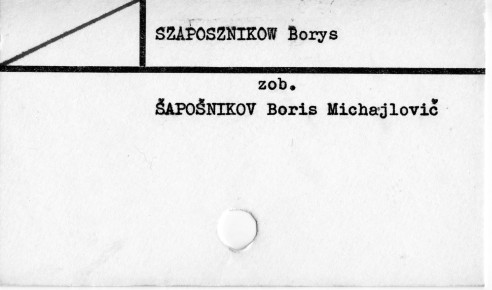 SZAPOSZNIKOW Borys
zob.
ŠAPOŠNIKOV Boris Michajlovič